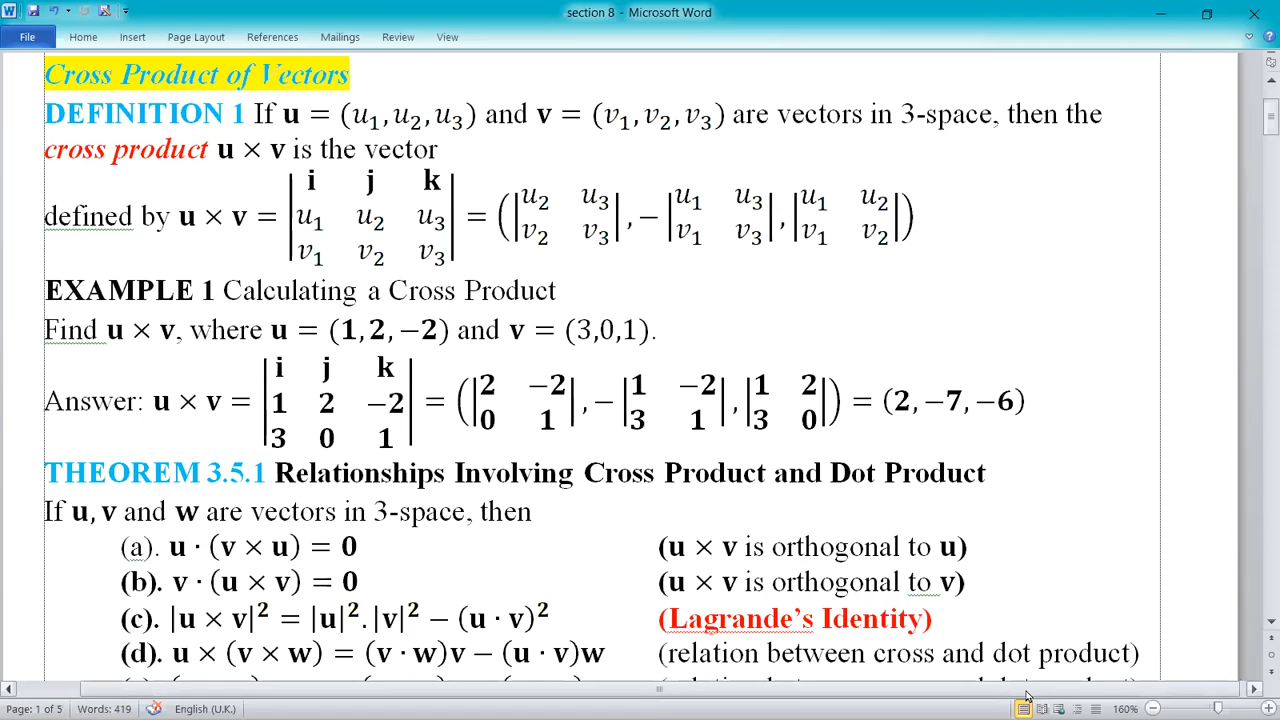 section 8 - Microsoft Word
File Home Insert Page Layout References Mailings Review View
Cross Product of Vectors
DEFINITION 1 If u = (u₁, u₂, u₃) and v = (v₁, v₂, v₃) are vectors in 3-space, then the
cross product u × v is the vector
defined by u × v = |i j k; u₁ u₂ u₃; v₁ v₂ v₃| = (|u₂ u₃; v₂ v₃|, −|u₁ u₃; v₁ v₃|, |u₁ u₂; v₁ v₂|)
EXAMPLE 1 Calculating a Cross Product
Find u × v, where u = (1, 2, −2) and v = (3,0,1).
Answer: u × v = |i j k; 1 2 −2; 3 0 1| = (|2 −2; 0 1|, −|1 −2; 3 1|, |1 2; 3 0|) = (2, −7, −6)
THEOREM 3.5.1 Relationships Involving Cross Product and Dot Product
If u, v and w are vectors in 3-space, then
(a). u · (v × u) = 0 (u × v is orthogonal to u)
(b). v · (u × v) = 0 (u × v is orthogonal to v)
(c). |u × v|² = |u|². |v|² − (u · v)² (Lagrande's Identity)
(d). u × (v × w) = (v · w)v − (u · v)w (relation between cross and dot product)
Page: 1 of 5 Words: 419 English (U.K.) 160%